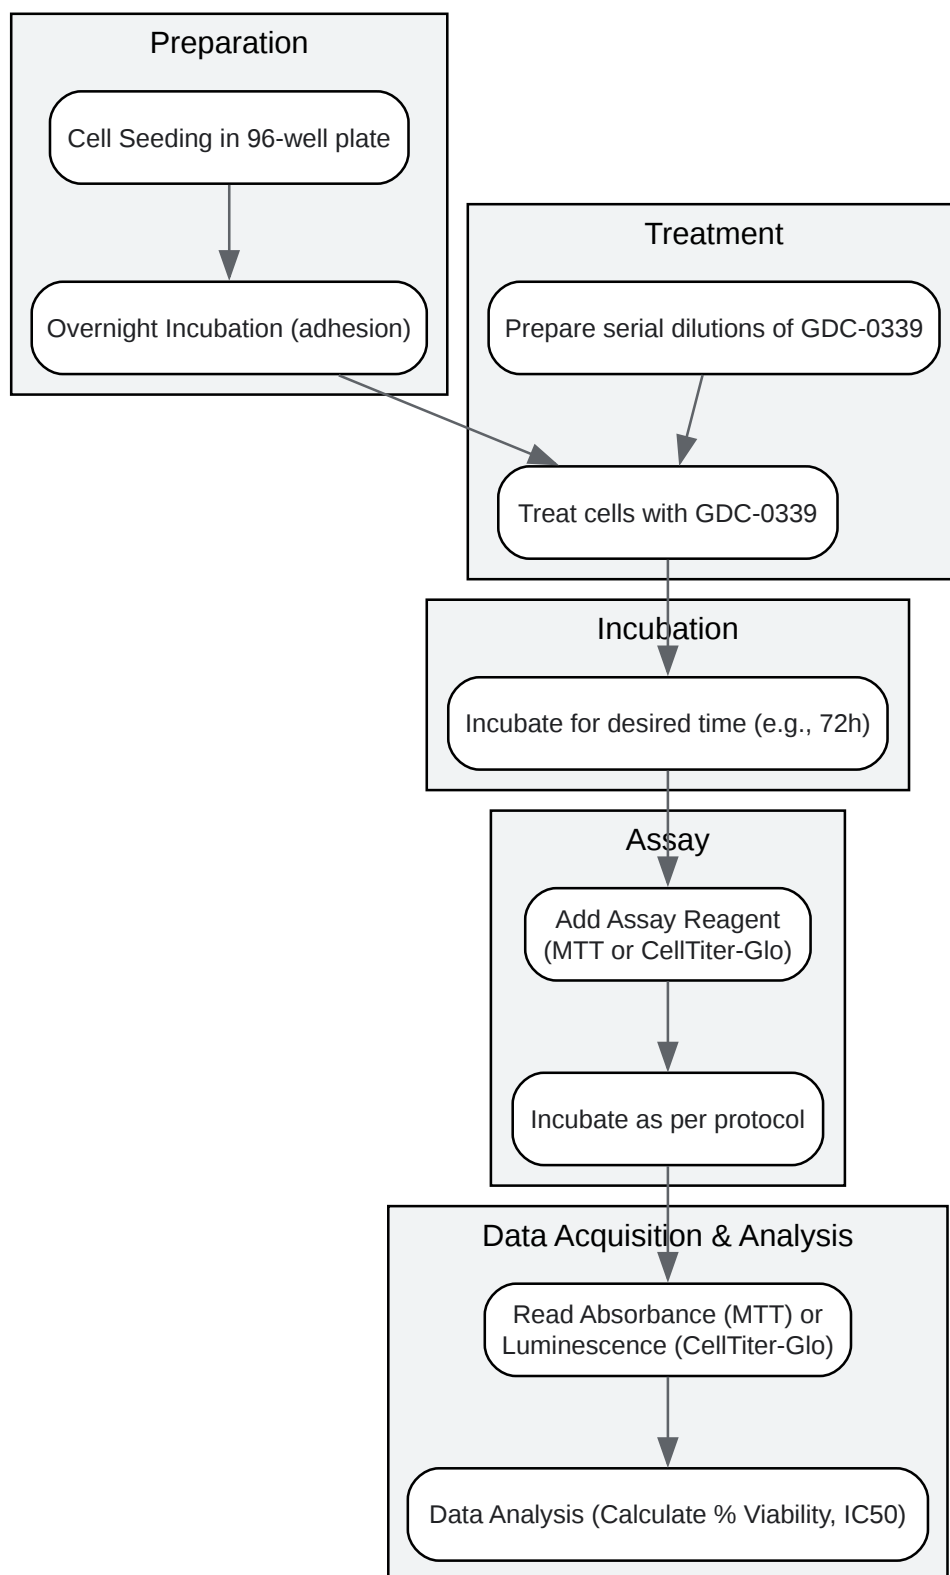 Preparation
Cell Seeding in 96-well plate
Overnight Incubation (adhesion)
Treatment
Prepare serial dilutions of GDC-0339
Treat cells with GDC-0339
Incubation
Incubate for desired time (e.g., 72h)
Assay
Add Assay Reagent
(MTT or CellTiter-Glo)
Incubate as per protocol
Data Acquisition & Analysis
Read Absorbance (MTT) or
Luminescence (CellTiter-Glo)
Data Analysis (Calculate % Viability, IC50)